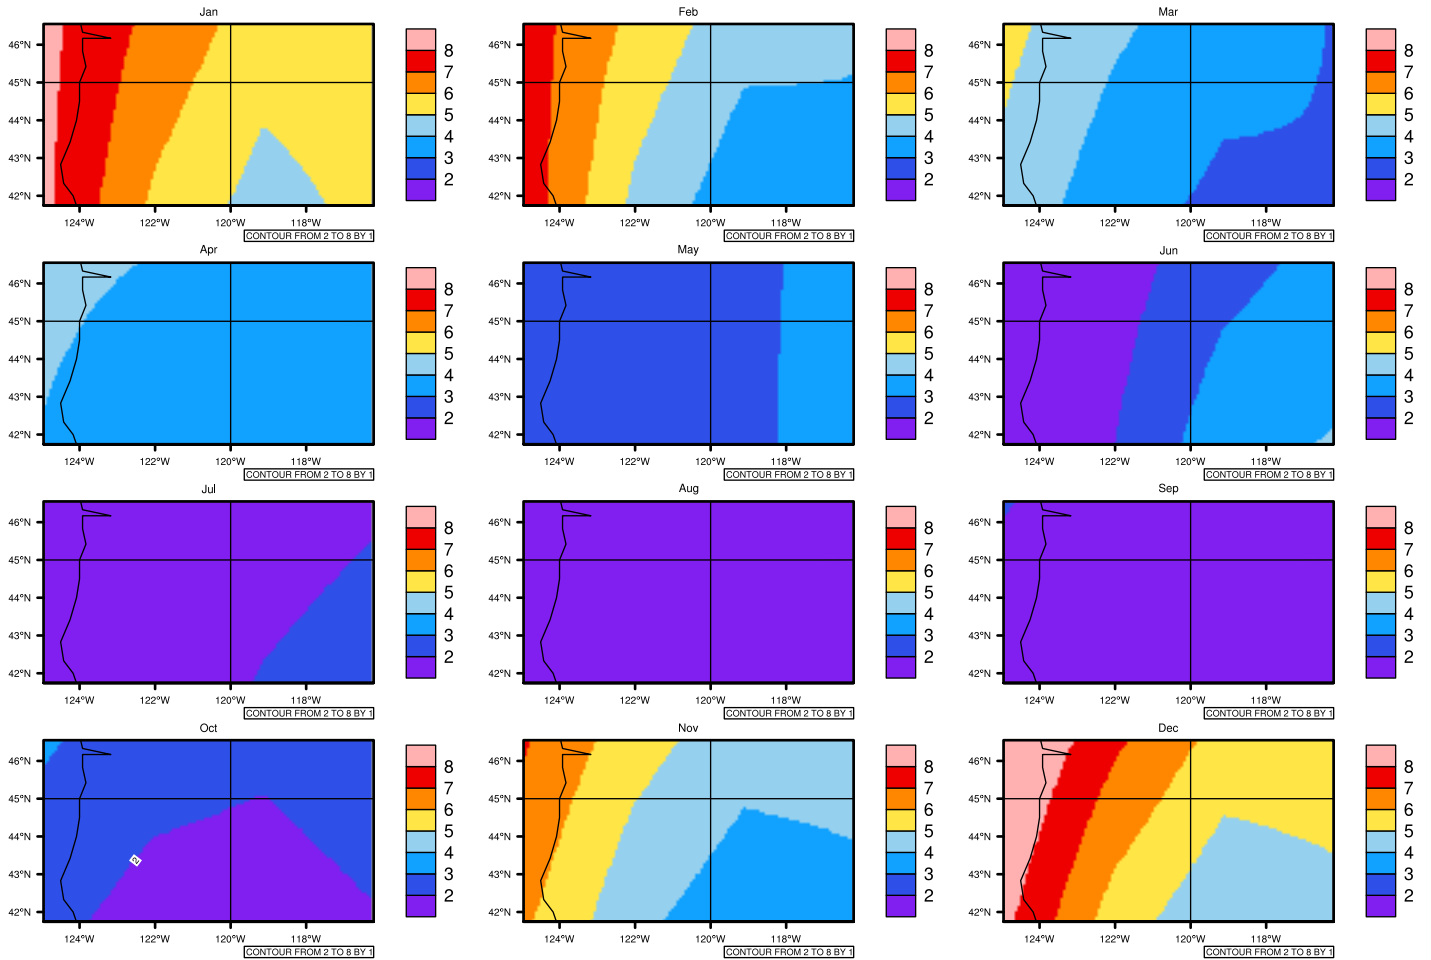 Jan Feb Mar
46°N 8 46°N 8 46°N 8
7 7 7
45°N 6 45°N 6 45°N 6
44°N 5 44°N 5 44°N 5
4 4 4
43°N 3 43°N 3 43°N 3
42°N 2 42°N 2 42°N 2
124°W 122°W 120°W 118°W 124°W 122°W 120°W 118°W 124°W 122°W 120°W 118°W
CONTOUR FROM 2 TO 8 BY 1 CONTOUR FROM 2 TO 8 BY 1 CONTOUR FROM 2 TO 8 BY 1
Apr May Jun
46°N 8 46°N 8 46°N 8
7 7 7
45°N 6 45°N 6 45°N 6
44°N 5 44°N 5 44°N 5
4 4 4
43°N 3 43°N 3 43°N 3
42°N 2 42°N 2 42°N 2
124°W 122°W 120°W 118°W 124°W 122°W 120°W 118°W 124°W 122°W 120°W 118°W
CONTOUR FROM 2 TO 8 BY 1 CONTOUR FROM 2 TO 8 BY 1 CONTOUR FROM 2 TO 8 BY 1
Jul Aug Sep
46°N 8 46°N 8 46°N 8
7 7 7
45°N 6 45°N 6 45°N 6
44°N 5 44°N 5 44°N 5
4 4 4
43°N 3 43°N 3 43°N 3
42°N 2 42°N 2 42°N 2
124°W 122°W 120°W 118°W 124°W 122°W 120°W 118°W 124°W 122°W 120°W 118°W
CONTOUR FROM 2 TO 8 BY 1 CONTOUR FROM 2 TO 8 BY 1 CONTOUR FROM 2 TO 8 BY 1
Oct Nov Dec
46°N 8 46°N 8 46°N 8
7 7 7
45°N 6 45°N 6 45°N 6
44°N 5 44°N 5 44°N 5
4 4 4
2
43°N 3 43°N 3 43°N 3
42°N 2 42°N 2 42°N 2
124°W 122°W 120°W 118°W 124°W 122°W 120°W 118°W 124°W 122°W 120°W 118°W
CONTOUR FROM 2 TO 8 BY 1 CONTOUR FROM 2 TO 8 BY 1 CONTOUR FROM 2 TO 8 BY 1